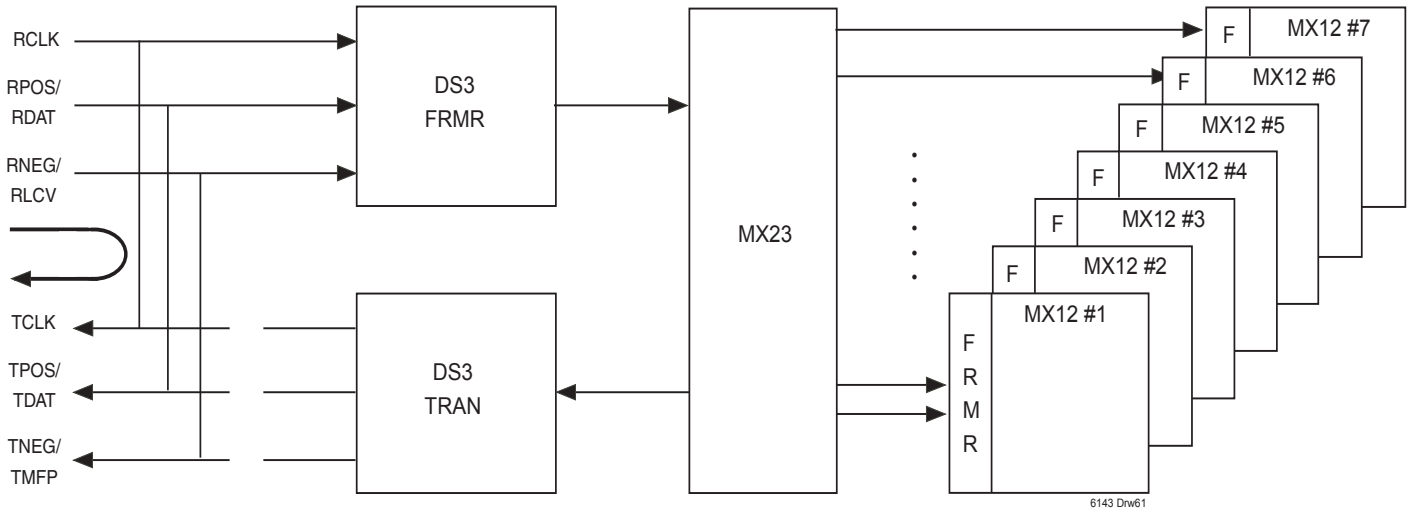 RCLK
RPOS/
RDAT
RNEG/
RLCV
TCLK
TPOS/
TDAT
TNEG/
TMFP
DS3
FRMR
DS3
TRAN
MX23
F
MX12 #7
F
MX12 #6
F
MX12 #5
F
MX12 #4
F
MX12 #3
F
MX12 #2
F
R
M
R
MX12 #1
6143 Drw61